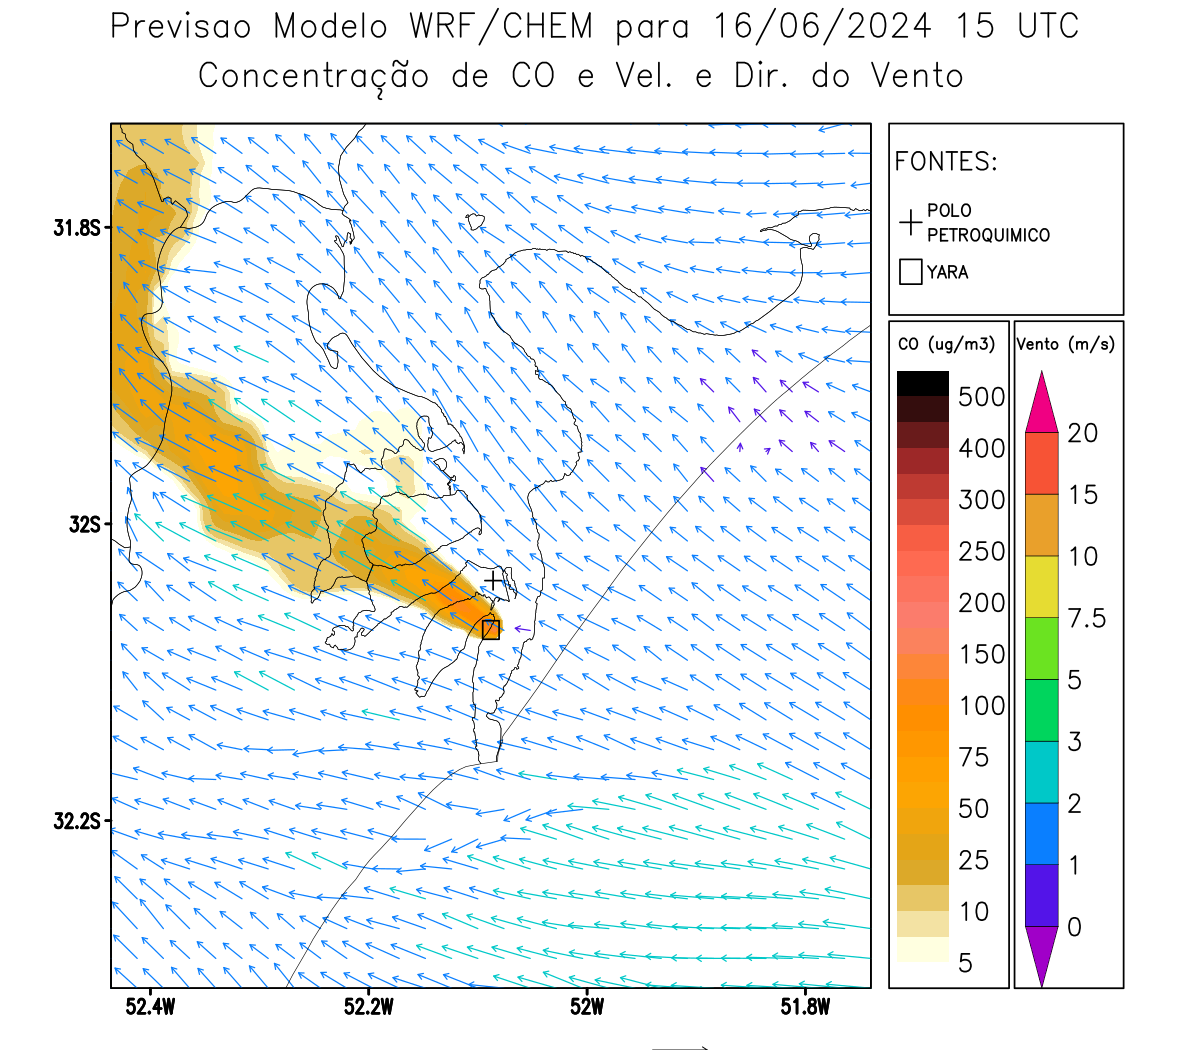 Previsao Modelo WRF/CHEM para 16/06/2024 15 UTC
Concentração de CO e Vel. e Dir. do Vento
FONTES:
POLO
PETROQUIMICO
YARA
CO (ug/m3)
500
400
300
250
200
150
100
75
50
25
10
5
Vento (m/s)
20
15
10
7.5
5
3
2
1
0
31.8S
32S
32.2S
52.4W
52.2W
52W
51.8W